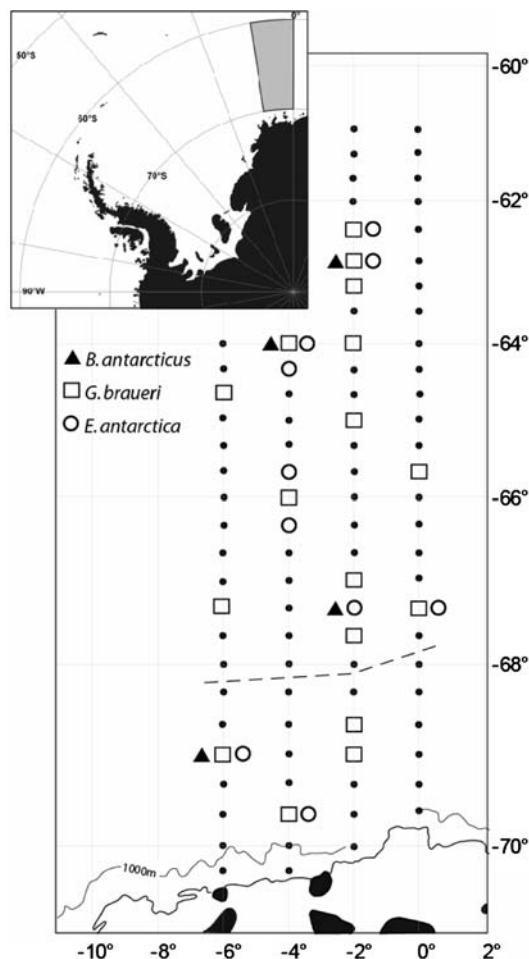 0°
50°S
60°S
70°S
90°W
-60°
-62°
-64°
-66°
-68°
-70°
B. antarcticus
G. braueri
E. antarctica
1000m
-10° -8° -6° -4° -2° 0° 2°